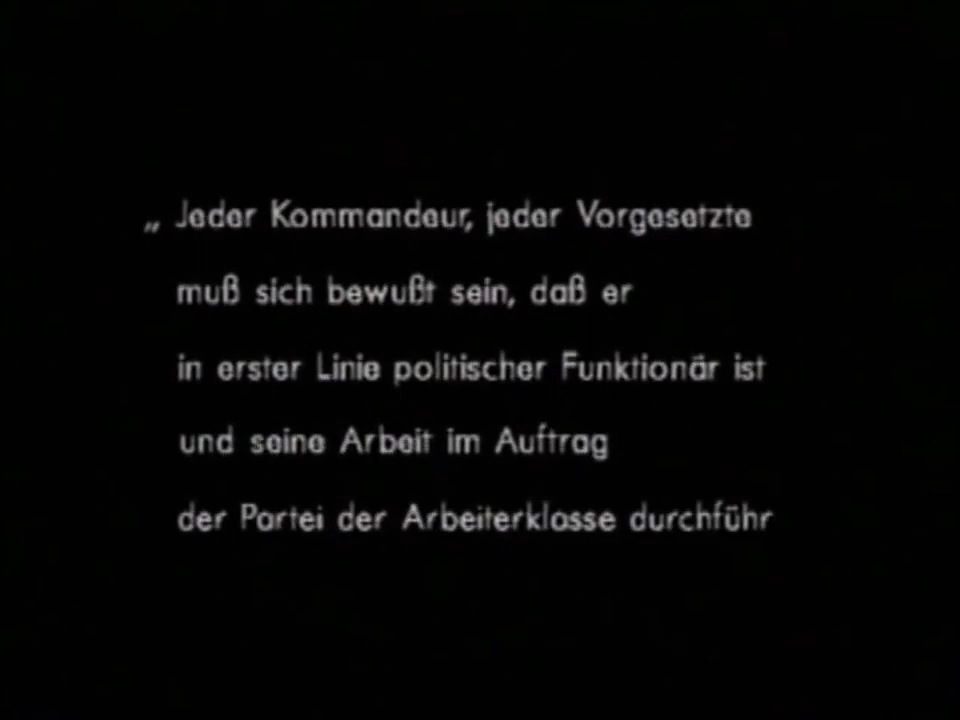 „ Jeder Kommandeur, jeder Vorgesetzte
muß sich bewußt sein, daß er
in erster Linie politischer Funktionär ist
und seine Arbeit im Auftrag
der Partei der Arbeiterklasse durchführ